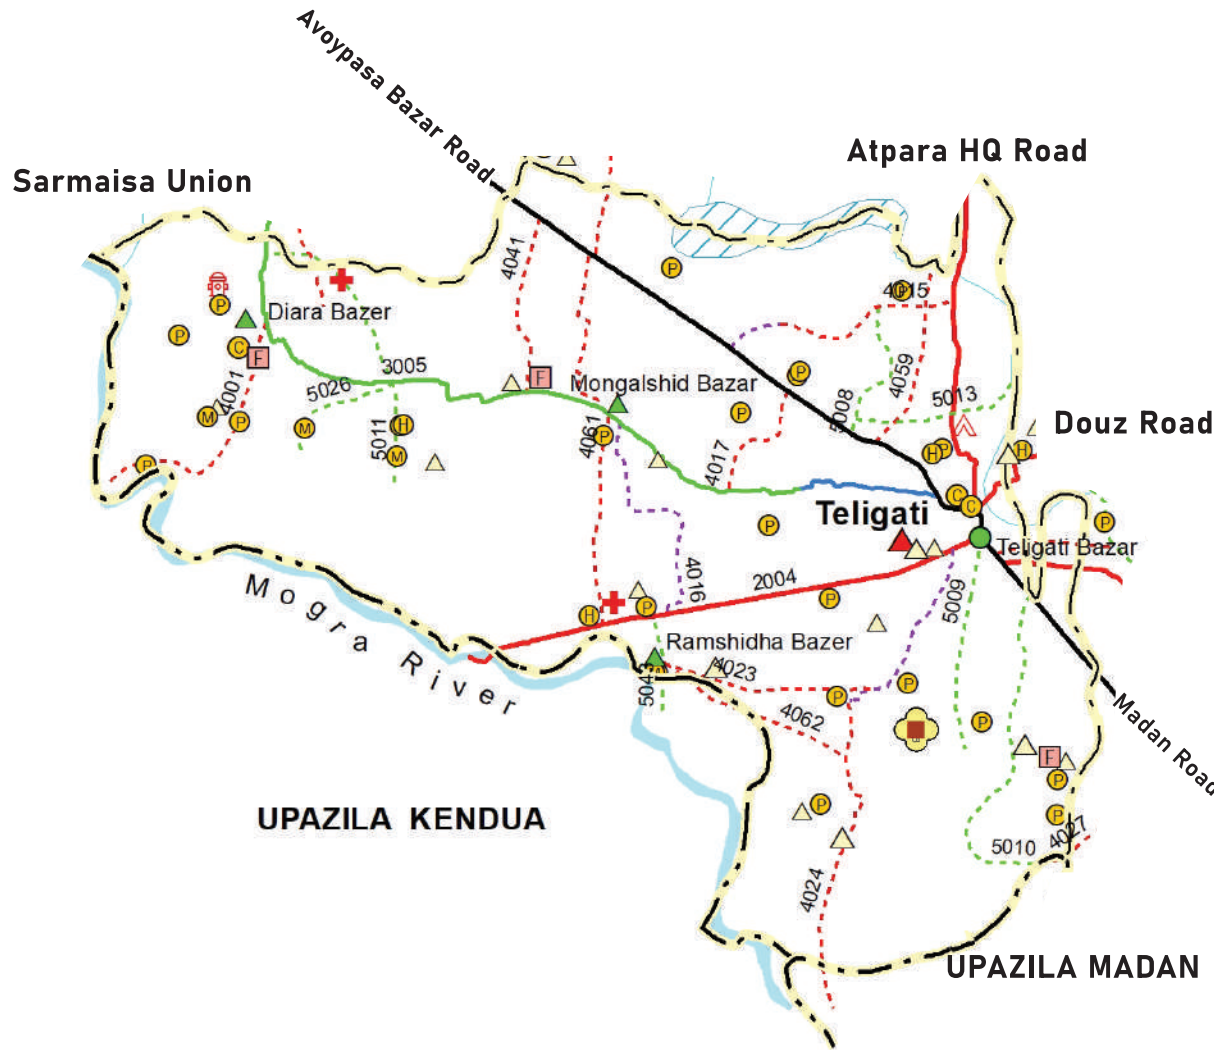 Avoypasa Bazar Road
Atpara HQ Road
Sarmaisa Union
4041
P
4015
P
P
Diara Bazer
P
C
F
3005
F
Mongalshid Bazar
P
4059
5026
4001
5008
5013
P
M
P
M
5011
H
M
4061
P
4017
Douz Road
H
P
H
P
C
C
Teligati
P
P
Teligati Bazar
4016
2004
5009
H
P
P
Ramshidha Bazer
Mogra River
4023
P
P
4062
P
Madan Road
F
P
P
P
UPAZILA KENDUA
5010
4027
4024
UPAZILA MADAN